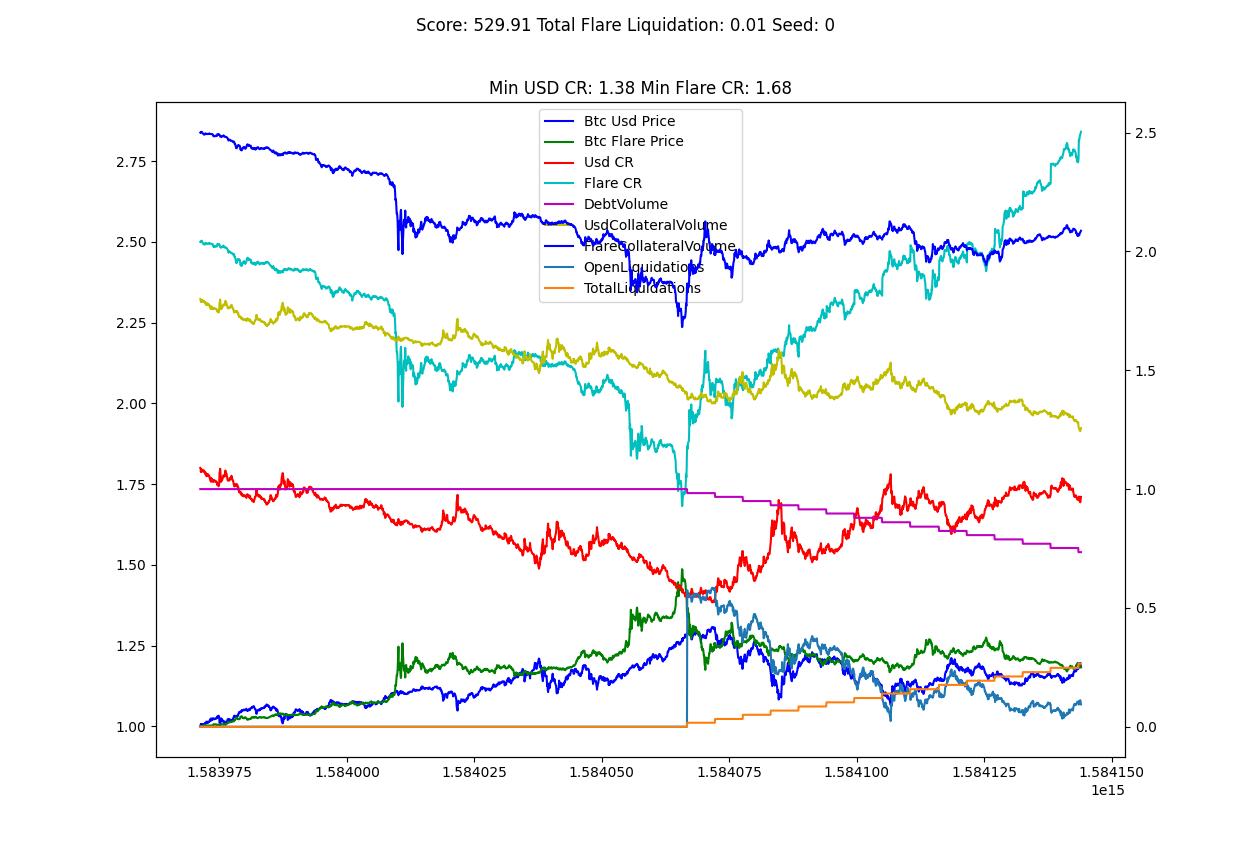 Score: 529.91 Total Flare Liquidation: 0.01 Seed: 0
Min USD CR: 1.38 Min Flare CR: 1.68
Btc Usd Price
Btc Flare Price
Usd CR
Flare CR
DebtVolume
UsdCollateralVolume
FlareCollateralVolume
OpenLiquidations
TotalLiquidations
2.75
2.50
2.25
2.00
1.75
1.50
1.25
1.00
2.5
2.0
1.5
1.0
0.5
0.0
1.583975
1.584000
1.584025
1.584050
1.584075
1.584100
1.584125
1.584150
1e15